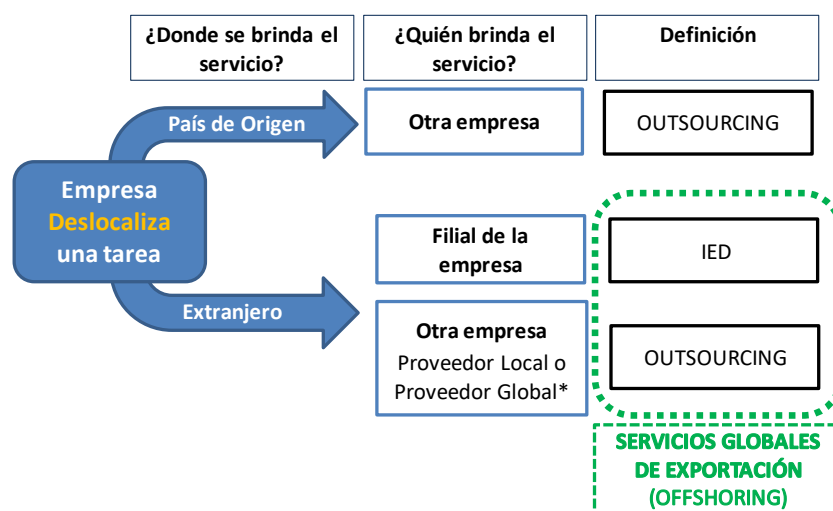 ¿Donde se brinda el
servicio?
¿Quién brinda el
servicio?
Definición
País de Origen
Otra empresa
OUTSOURCING
Empresa
Deslocaliza
una tarea
Filial de la
empresa
IED
Extranjero
Otra empresa
Proveedor Local o
Proveedor Global*
OUTSOURCING
SERVICIOS GLOBALES
DE EXPORTACIÓN
(OFFSHORING)